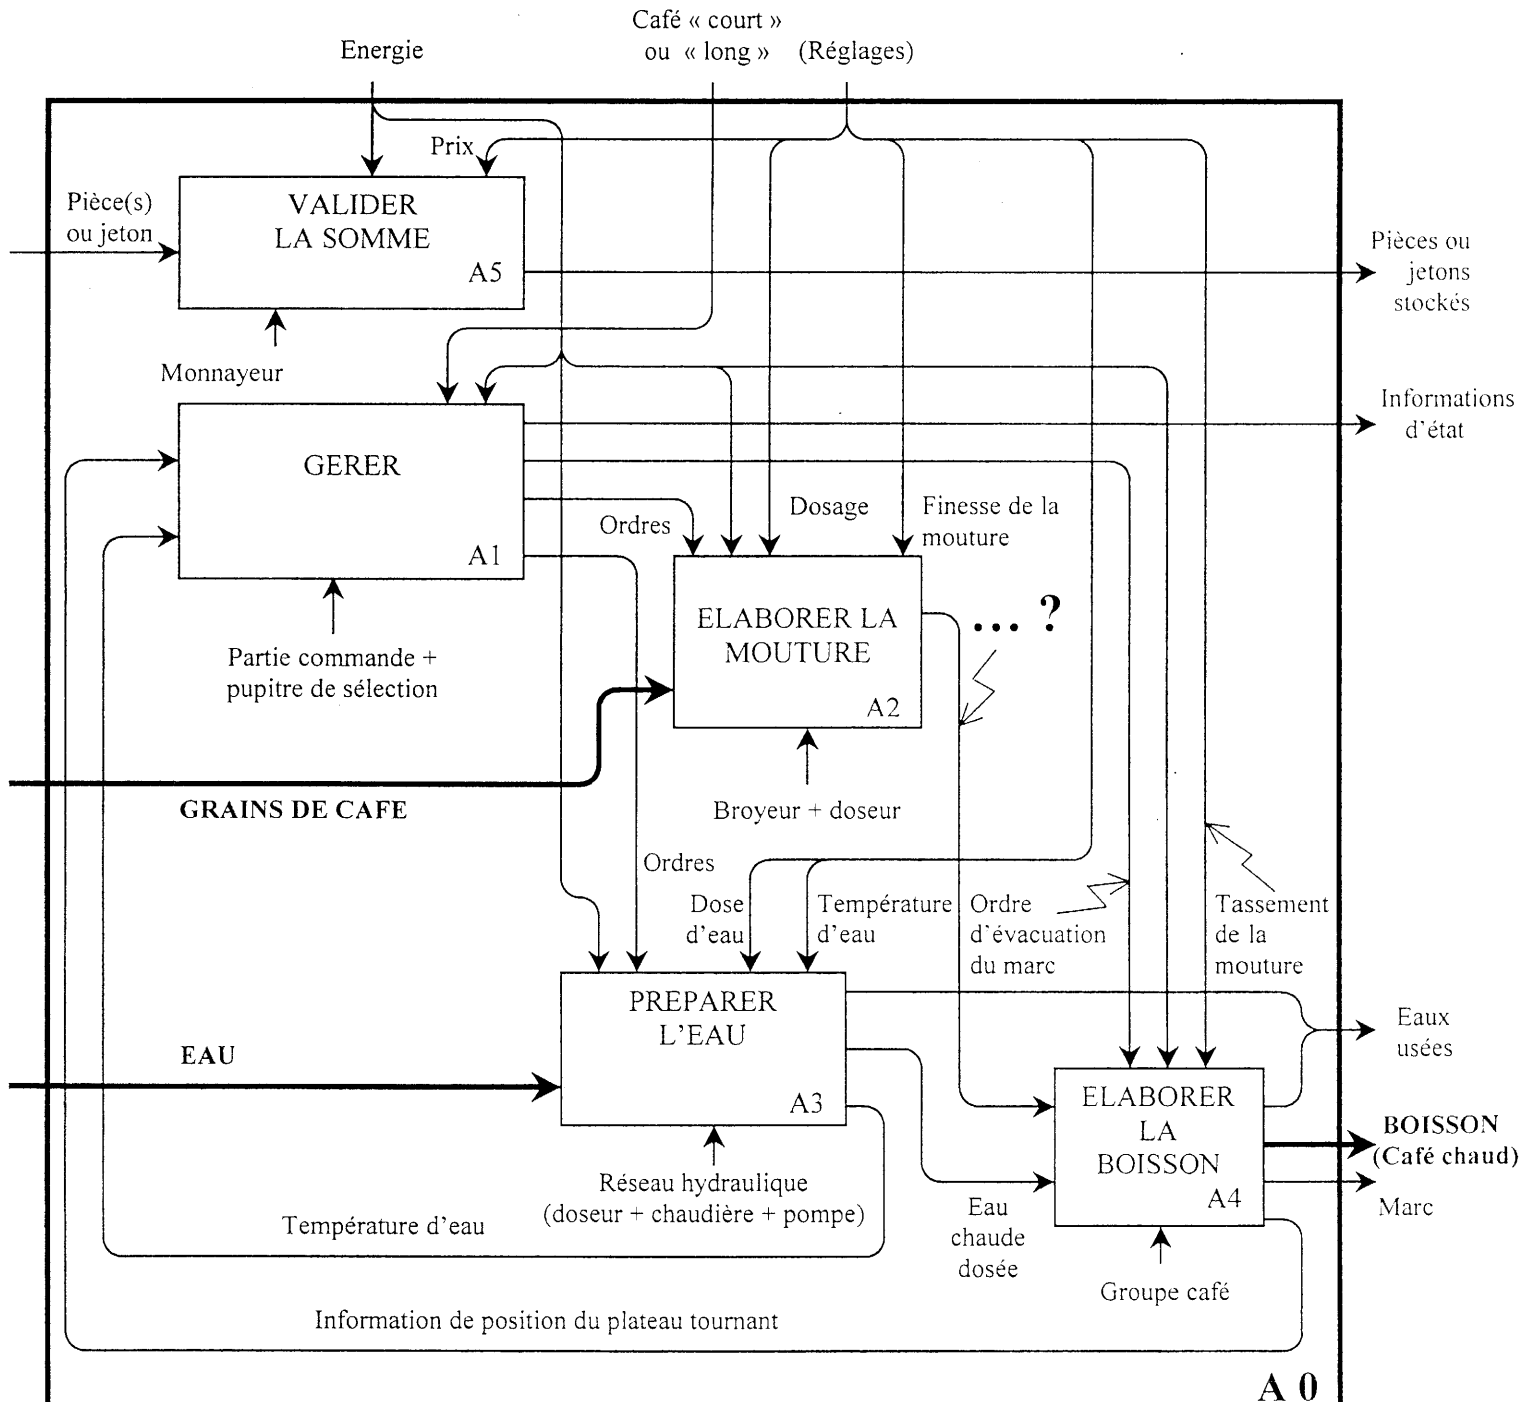 Café « court »
ou « long »
Energie
(Réglages)
Prix
Pièce(s)
ou jeton
VALIDER
LA SOMME
A5
Pièces ou
jetons
stockés
Monnayeur
Informations
d'état
GERER
A1
Ordres
Dosage
Finesse de la
mouture
ELABORER LA
MOUTURE
A2
... ?
Partie commande +
pupitre de sélection
GRAINS DE CAFE
Broyeur + doseur
Ordres
Dose
d'eau
Température
d'eau
Ordre
d'évacuation
du marc
Tassement
de la
mouture
PREPARER
L'EAU
A3
EAU
Eaux
usées
ELABORER
LA
BOISSON
A4
BOISSON
(Café chaud)
Marc
Réseau hydraulique
(doseur + chaudière + pompe)
Température d'eau
Eau
chaude
dosée
Groupe café
Information de position du plateau tournant
A 0